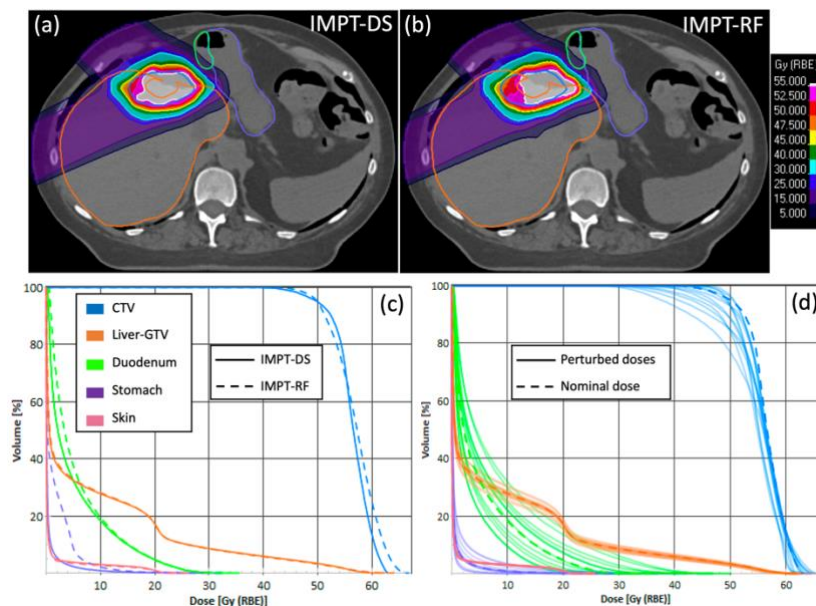 (a)
IMPT-DS
(b)
IMPT-RF
Gy (RBE)
55.000
52.500
50.000
47.500
45.000
40.000
30.000
25.000
15.000
5.000
100
80
60
40
20
Volume [%]
(c)
CTV
Liver-GTV
Duodenum
Stomach
Skin
IMPT-DS
IMPT-RF
0
10
20
30
40
50
60
Dose [Gy (RBE)]
100
80
60
40
20
Volume [%]
(d)
Perturbed doses
Nominal dose
10
20
30
40
50
60
Dose [Gy (RBE)]